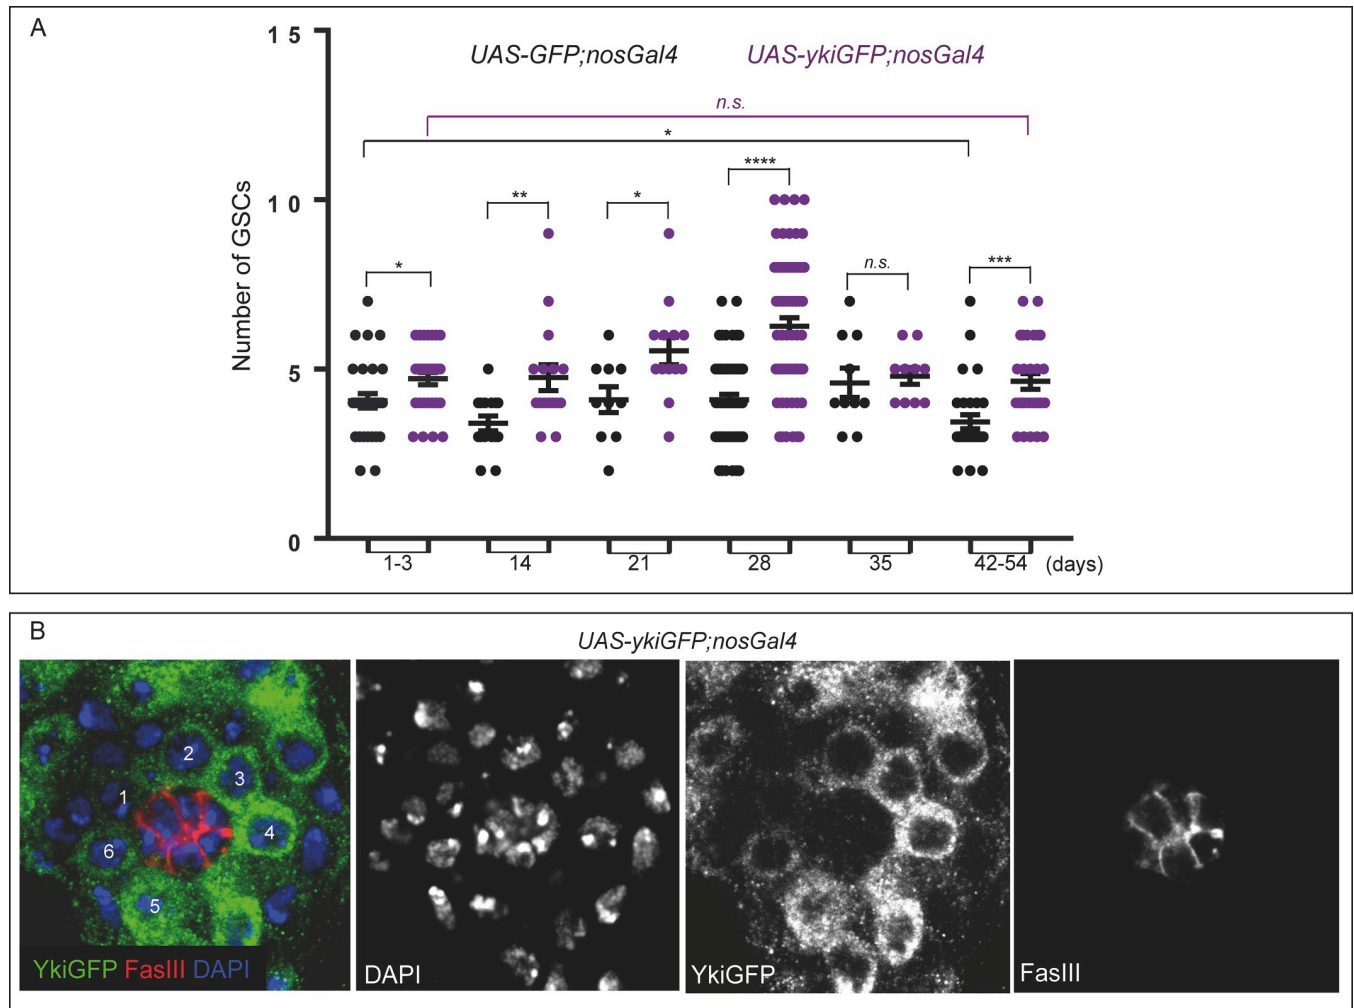 A
UAS-GFP;nosGal4 UAS-ykiGFP;nosGal4
Number of GSCs
15
10
5
0
n.s.
*
****
** *
* n.s. ***
1-3 14 21 28 35 42-54 (days)
B
UAS-ykiGFP;nosGal4
1
2
3
4
5
6
YkiGFP FasIII DAPI
DAPI
YkiGFP
FasIII